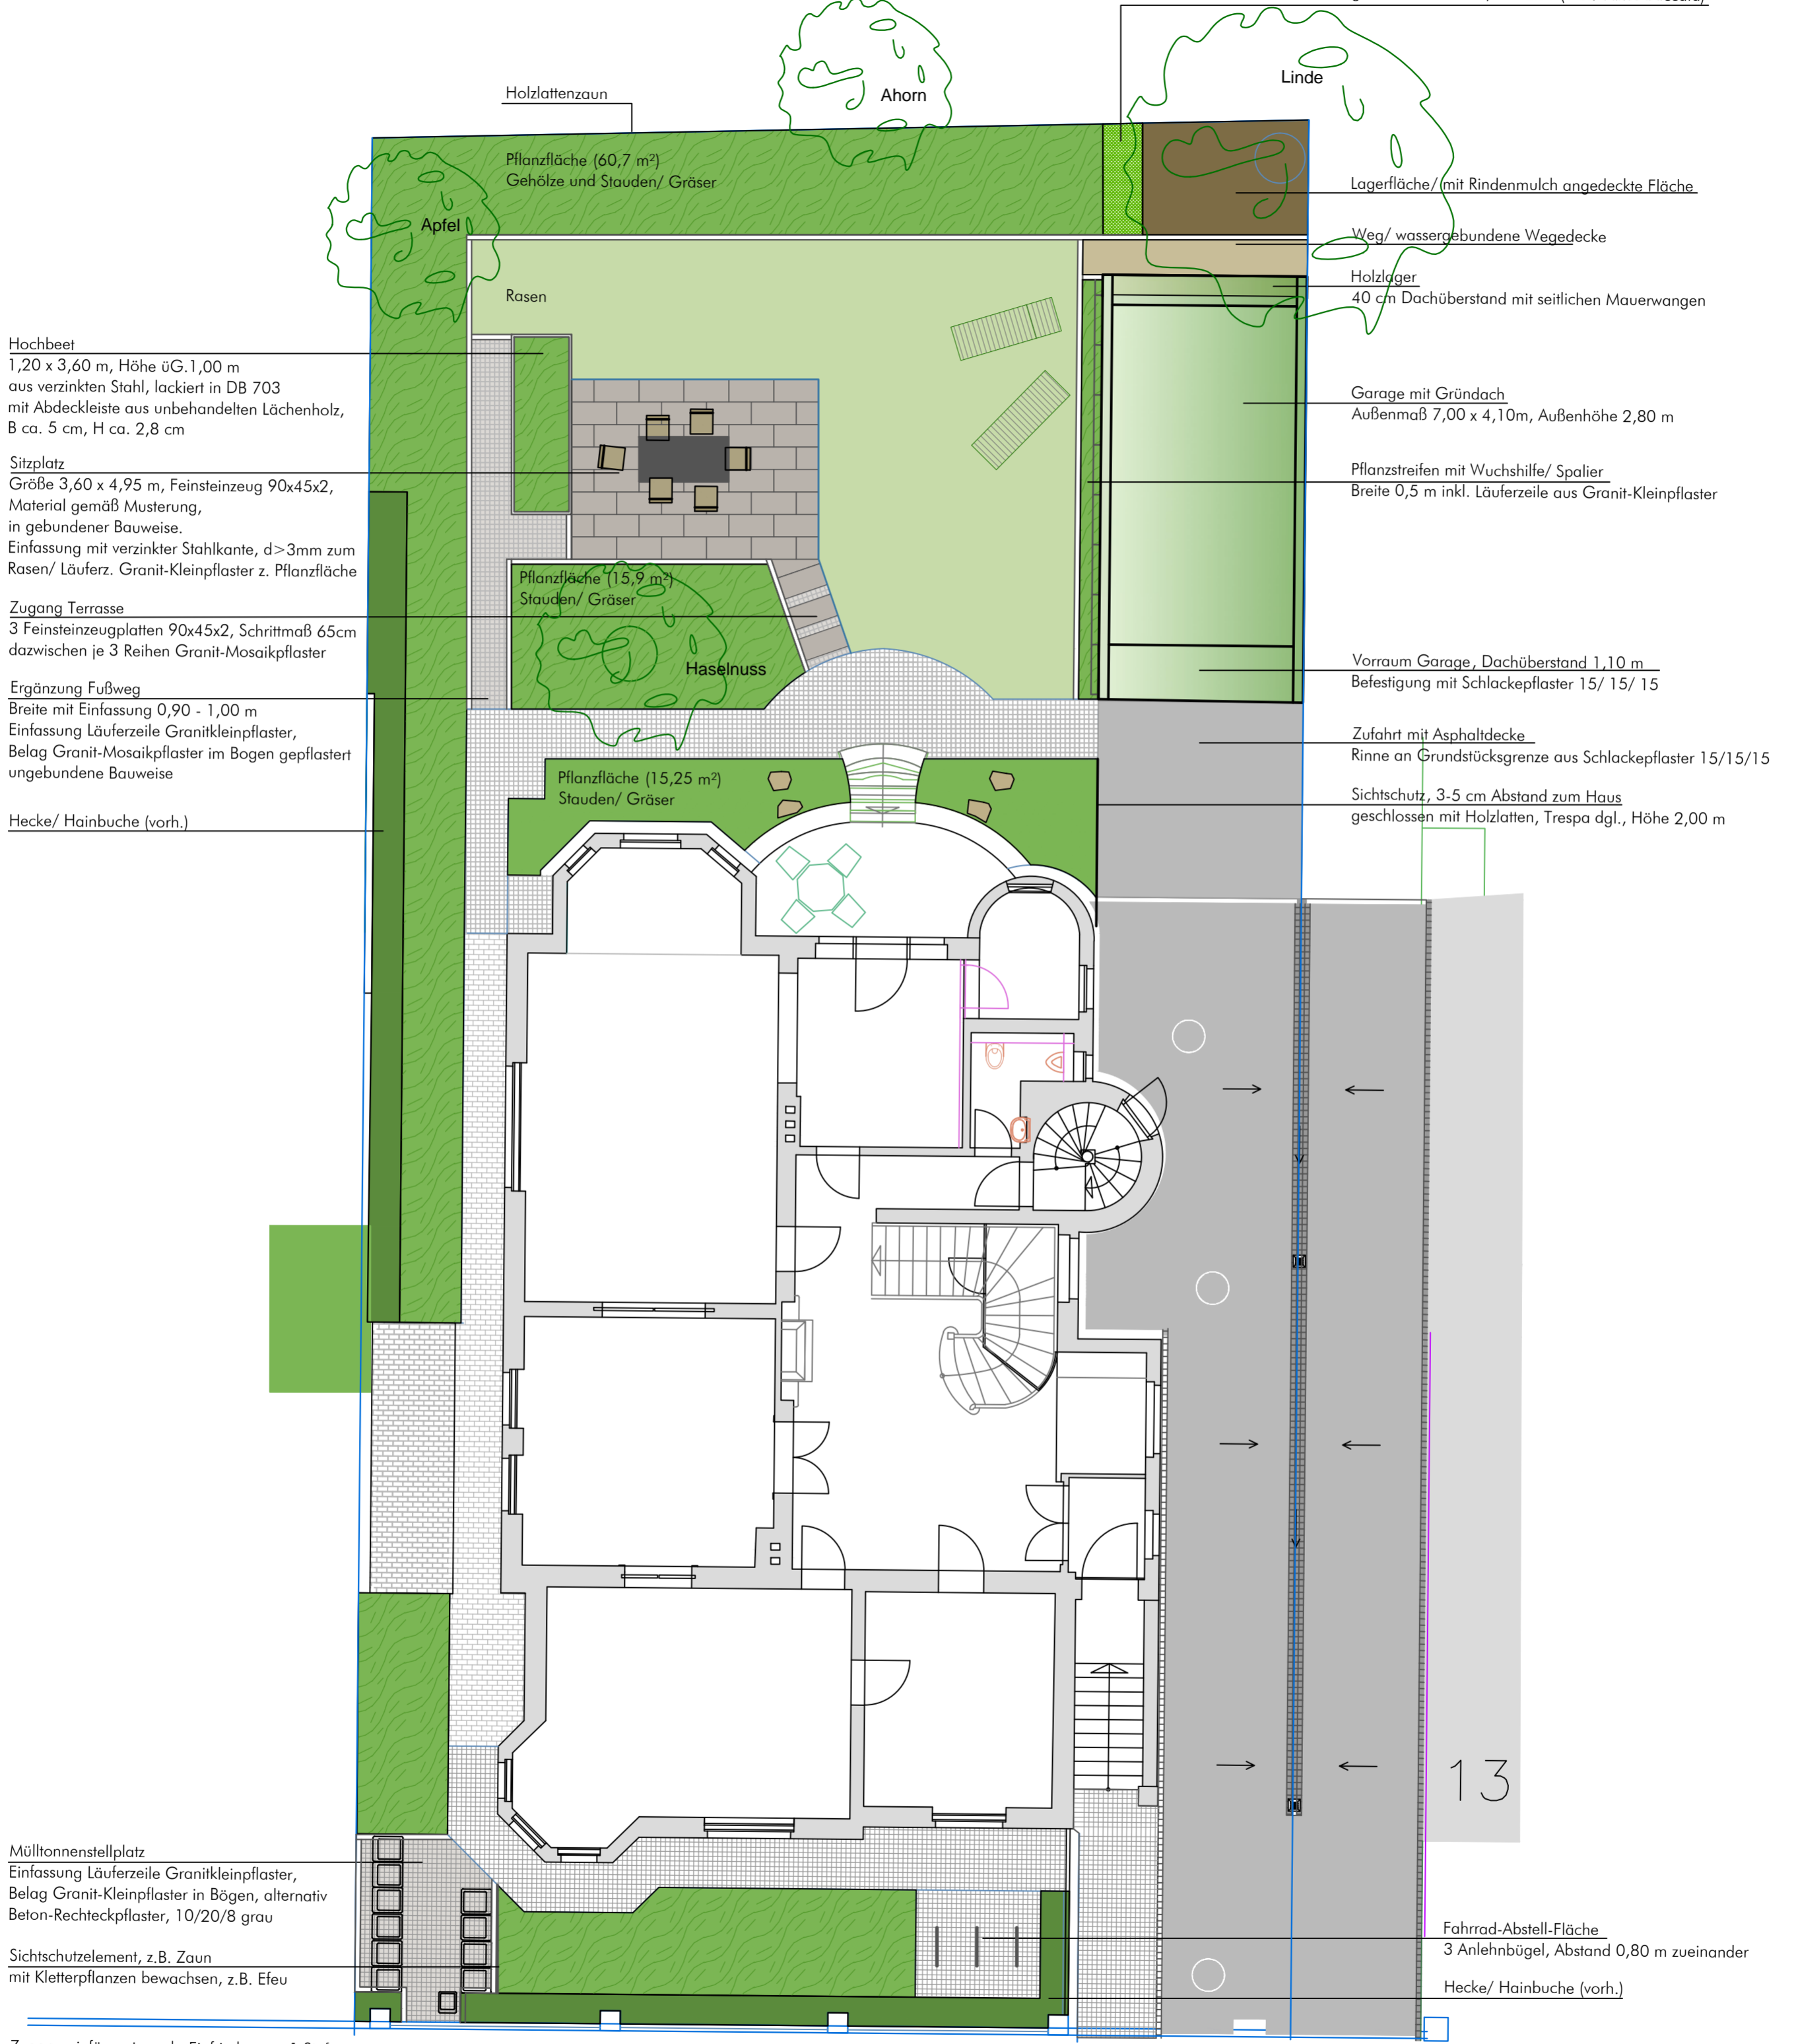 Holzlattenzaun
Ahorn
Linde
Pflanzfläche (60,7 m²)
Gehölze und Stauden/ Gräser
Apfel
Rasen
Lagerfläche/ mit Rindenmulch angedeckte Fläche
Weg/ wassergebundene Wegedecke
Holzlager
40 cm Dachüberstand mit seitlichen Mauerwangen
Garage mit Gründach
Außenmaß 7,00 x 4,10m, Außenhöhe 2,80 m
Pflanzstreifen mit Wuchshilfe/ Spalier
Breite 0,5 m inkl. Läuferzeile aus Granit-Kleinpflaster
Vorraum Garage, Dachüberstand 1,10 m
Befestigung mit Schlackepflaster 15/ 15/ 15
Zufahrt mit Asphaltdecke
Rinne an Grundstücksgrenze aus Schlackepflaster 15/15/15
Sichtschutz, 3-5 cm Abstand zum Haus
geschlossen mit Holzlatten, Trespa dgl., Höhe 2,00 m
Hochbeet
1,20 x 3,60 m, Höhe üG.1,00 m
aus verzinkten Stahl, lackiert in DB 703
mit Abdeckleiste aus unbehandelten Lächenholz,
B ca. 5 cm, H ca. 2,8 cm
Sitzplatz
Größe 3,60 x 4,95 m, Feinsteinzeug 90x45x2,
Material gemäß Musterung,
in gebundener Bauweise.
Einfassung mit verzinkter Stahlkante, d>3mm zum
Rasen/ Läuferz. Granit-Kleinpflaster z. Pflanzfläche
Zugang Terrasse
3 Feinsteinzeugplatten 90x45x2, Schrittmaß 65cm
dazwischen je 3 Reihen Granit-Mosaikpflaster
Ergänzung Fußweg
Breite mit Einfassung 0,90 - 1,00 m
Einfassung Läuferzeile Granitkleinpflaster,
Belag Granit-Mosaikpflaster im Bogen gepflastert
ungebundene Bauweise
Hecke/ Hainbuche (vorh.)
Pflanzfläche (15,9 m²)
Stauden/ Gräser
Haselnuss
Pflanzfläche (15,25 m²)
Stauden/ Gräser
13
Mülltonnenstellplatz
Einfassung Läuferzeile Granitkleinpflaster,
Belag Granit-Kleinpflaster in Bögen, alternativ
Beton-Rechteckpflaster, 10/20/8 grau
Sichtschutzelement, z.B. Zaun
mit Kletterpflanzen bewachsen, z.B. Efeu
Fahrrad-Abstell-Fläche
3 Anlehnbügel, Abstand 0,80 m zueinander
Hecke/ Hainbuche (vorh.)